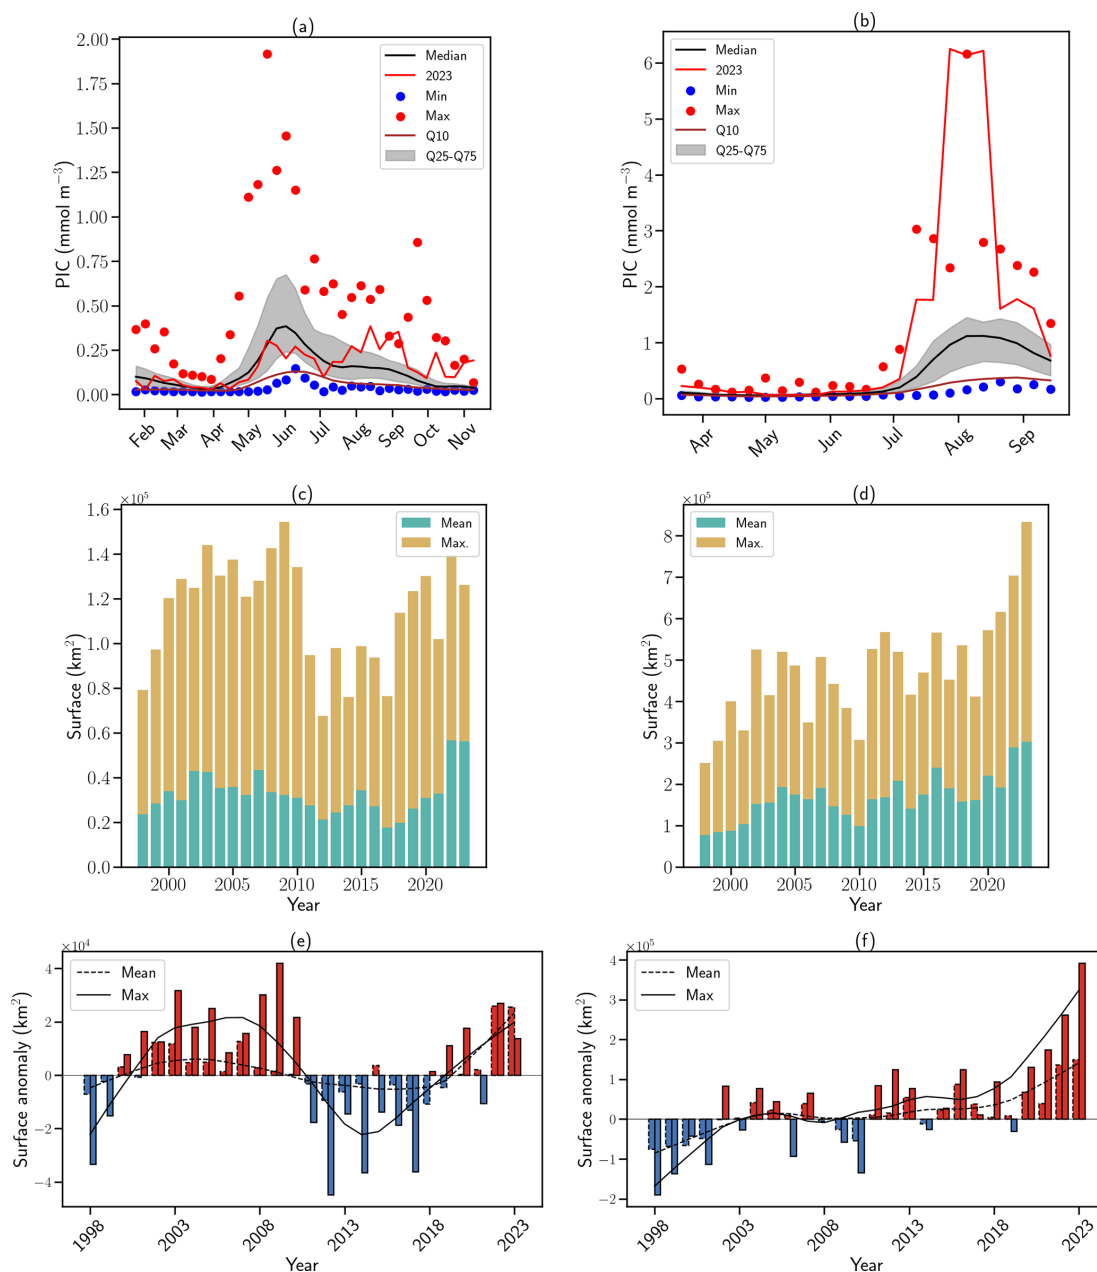 (a)
2.00
1.75
1.50
1.25
1.00
0.75
0.50
0.25
0.00
PIC (mmol m⁻³)
Median
2023
Min
Max
Q10
Q25-Q75
Feb Mar Apr May Jun Jul Aug Sep Oct Nov
(b)
6
5
4
3
2
1
0
PIC (mmol m⁻³)
Median
2023
Min
Max
Q10
Q25-Q75
Apr May Jun Jul Aug Sep
(c)
×10⁵
1.6
1.4
1.2
1.0
0.8
0.6
0.4
0.2
0.0
Surface (km²)
Mean
Max.
2000 2005 2010 2015 2020
Year
(d)
×10⁵
8
7
6
5
4
3
2
1
0
Surface (km²)
Mean
Max.
2000 2005 2010 2015 2020
Year
(e)
×10⁴
4
2
0
−2
−4
Surface anomaly (km²)
Mean
Max
1998 2003 2008 2013 2018 2023
Year
(f)
×10⁵
4
3
2
1
0
−1
−2
Surface anomaly (km²)
Mean
Max
1998 2003 2008 2013 2018 2023
Year